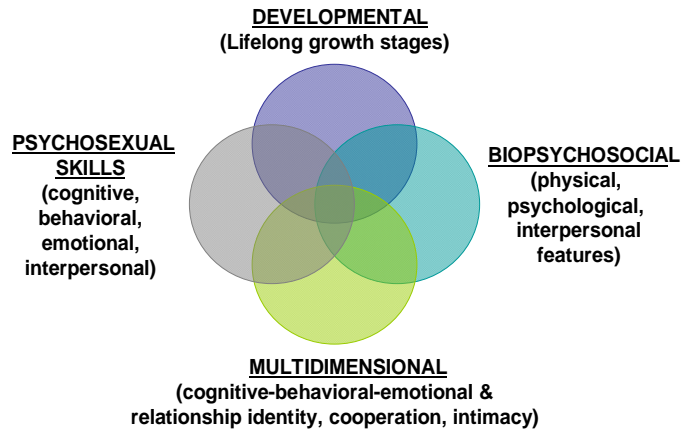 DEVELOPMENTAL
(Lifelong growth stages)
PSYCHOSEXUAL
SKILLS
(cognitive,
behavioral,
emotional,
interpersonal)
BIOPSYCHOSOCIAL
(physical,
psychological,
interpersonal
features)
MULTIDIMENSIONAL
(cognitive-behavioral-emotional &
relationship identity, cooperation, intimacy)